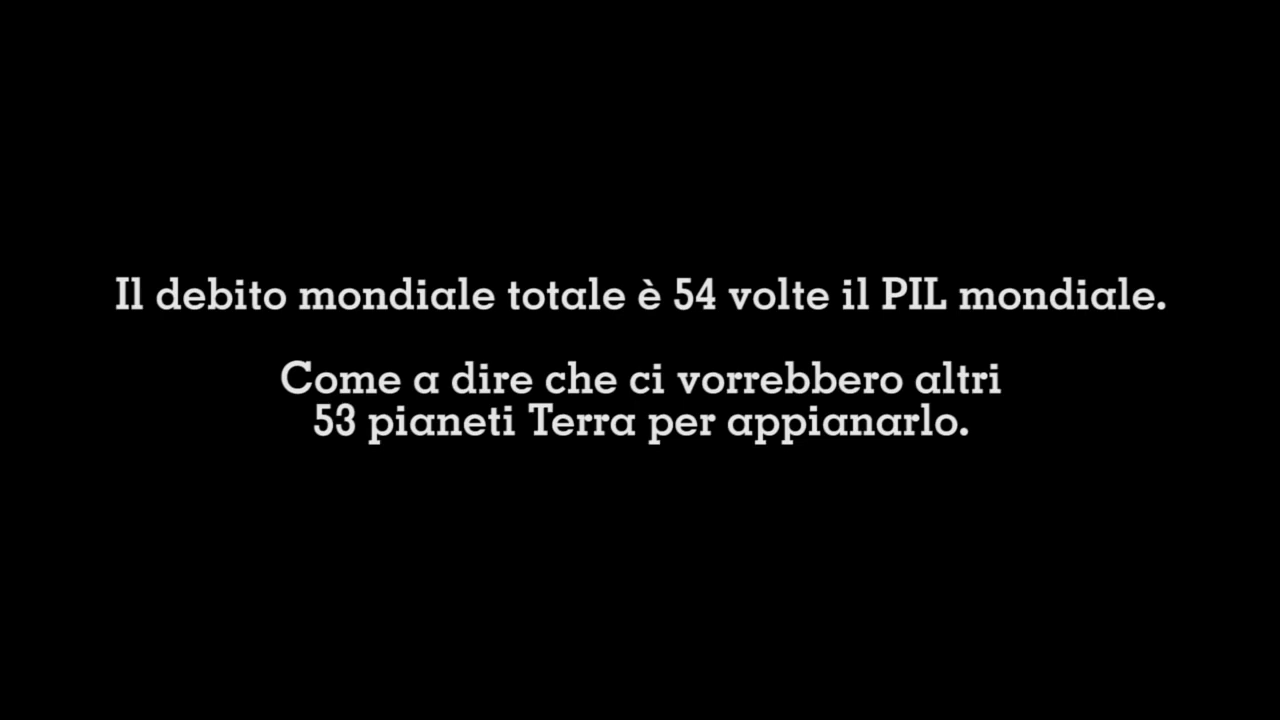 Il debito mondiale totale è 54 volte il PIL mondiale.
Come a dire che ci vorrebbero altri
53 pianeti Terra per appianarlo.